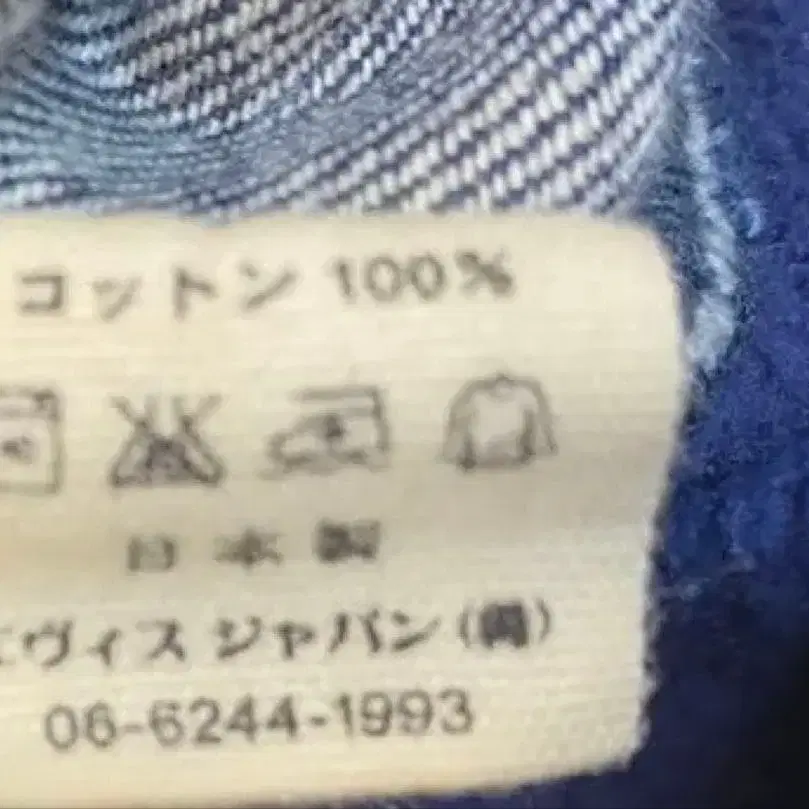 コットン 100%
日本製
エヴィス ジャパン(株)
06-6244-1993